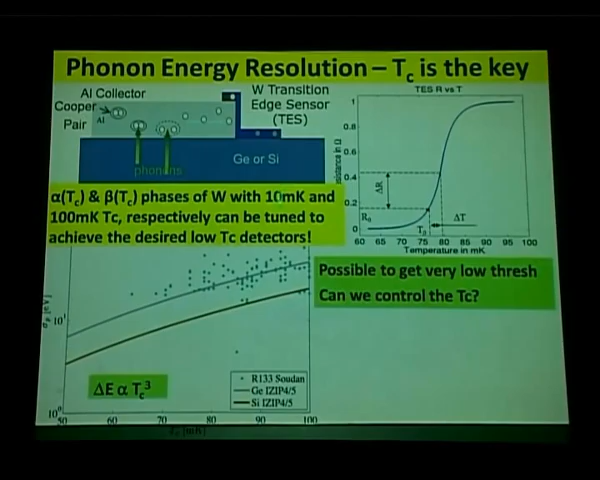 Phonon Energy Resolution – Tc is the key
Al Collector
Cooper
Pair
Al
W Transition
Edge Sensor
(TES)
phonons
Ge or Si
TES R vs T
1
0.8
0.6
0.4
0.2
0
ΔR
R₀
T₀
ΔT
60 65 70 75 80 85 90 95 100
Temperature in mK
α(Tc) & β(Tc) phases of W with 10mK and
100mK Tc, respectively can be tuned to
achieve the desired low Tc detectors!
Possible to get very low thresh
Can we control the Tc?
10¹
10⁰
ΔE α Tc³
R133 Soudan
Ge IZIP4/5
Si IZIP4/5
50 60 70 80 90 100